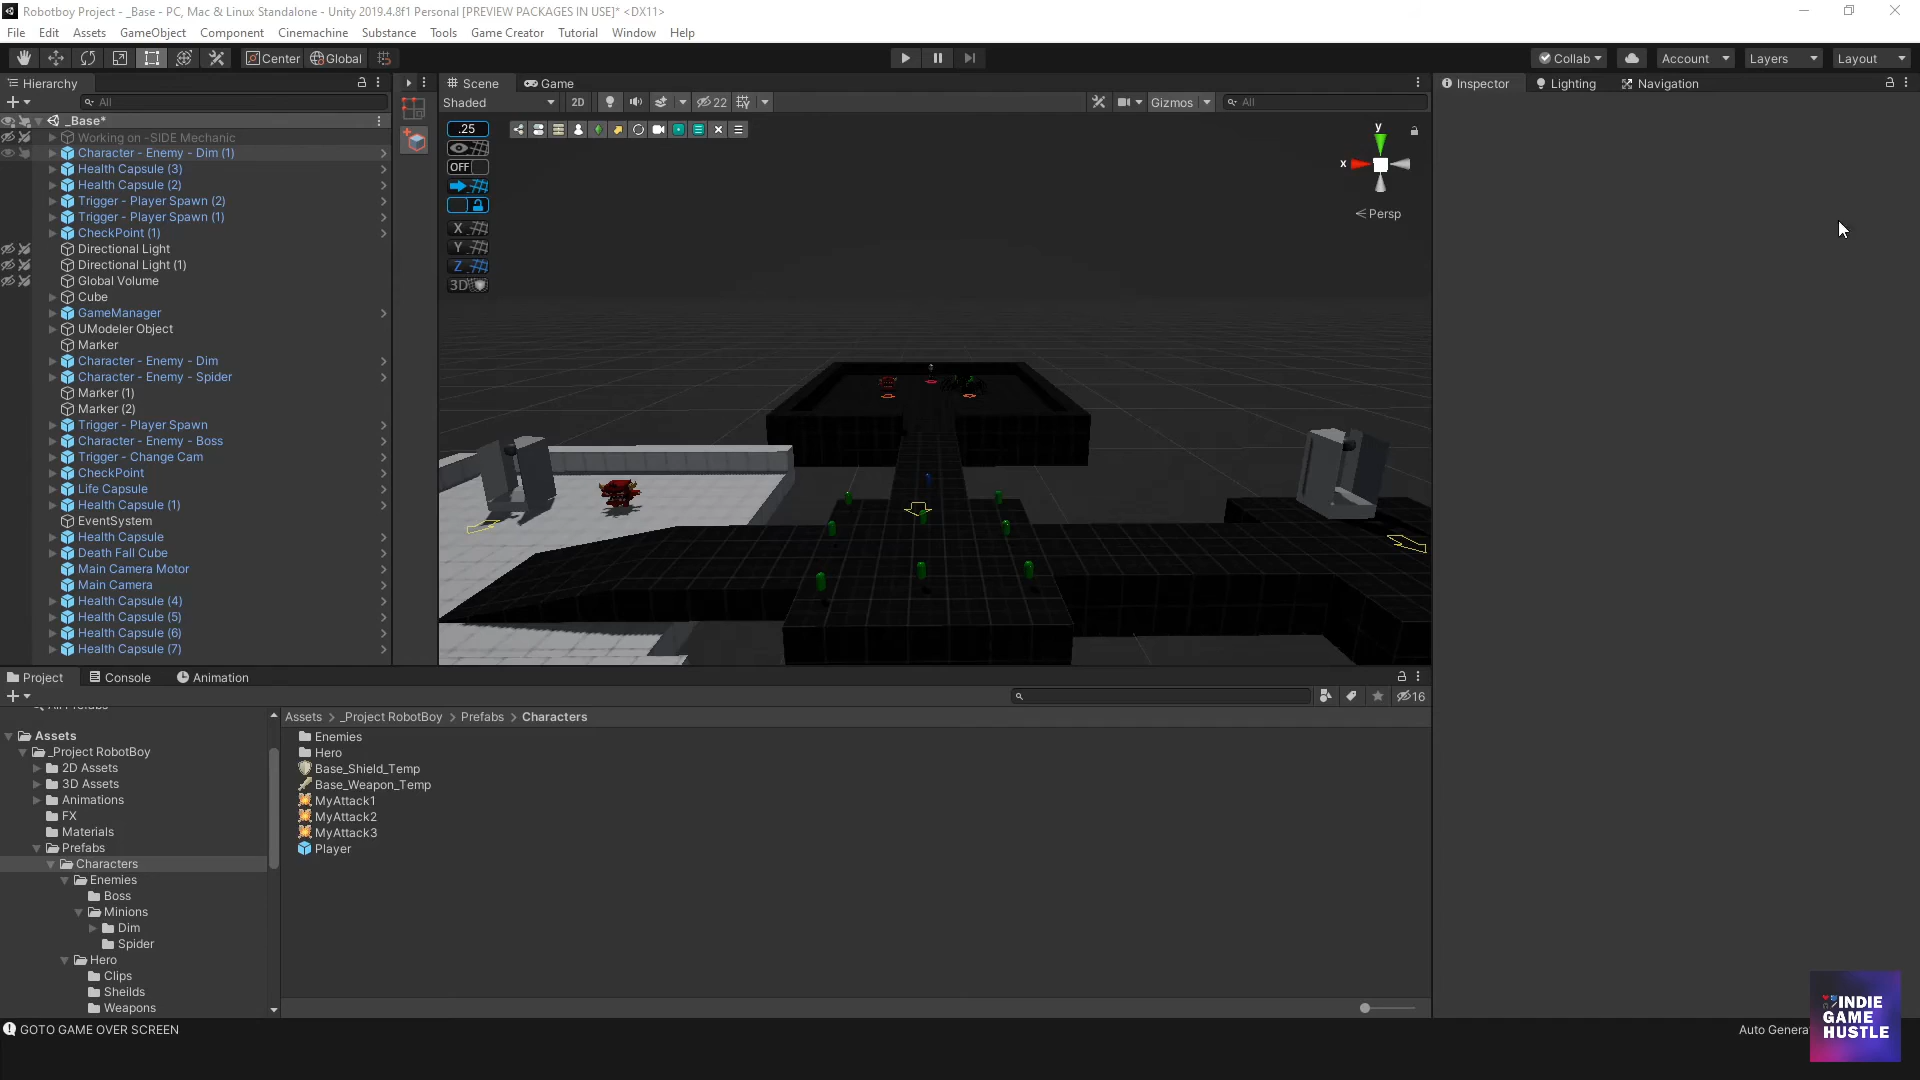 Robotboy Project - _Base - PC, Mac & Linux Standalone - Unity 2019.4.8f1 Personal [PREVIEW PACKAGES IN USE]* <DX11>
File Edit Assets GameObject Component Cinemachine Substance Tools Game Creator Tutorial Window Help
Center Global Collab Account Layers Layout
Hierarchy Scene Game Inspector Lighting Navigation
All Shaded 2D 22 Gizmos All
_Base*
Working on -SIDE Mechanic
Character - Enemy - Dim (1)
Health Capsule (3)
Health Capsule (2)
Trigger - Player Spawn (2)
Trigger - Player Spawn (1)
CheckPoint (1)
Directional Light
Directional Light (1)
Global Volume
Cube
GameManager
UModeler Object
Marker
Character - Enemy - Dim
Character - Enemy - Spider
Marker (1)
Marker (2)
Trigger - Player Spawn
Character - Enemy - Boss
Trigger - Change Cam
CheckPoint
Life Capsule
Health Capsule (1)
EventSystem
Health Capsule
Death Fall Cube
Main Camera Motor
Main Camera
Health Capsule (4)
Health Capsule (5)
Health Capsule (6)
Health Capsule (7)
.25
OFF
X
Y
Z
3D
y
x
< Persp
Project Console Animation
16
Assets
_Project RobotBoy
2D Assets
3D Assets
Animations
FX
Materials
Prefabs
Characters
Enemies
Boss
Minions
Dim
Spider
Hero
Clips
Sheilds
Weapons
Assets > _Project RobotBoy > Prefabs > Characters
Enemies
Hero
Base_Shield_Temp
Base_Weapon_Temp
MyAttack1
MyAttack2
MyAttack3
Player
GOTO GAME OVER SCREEN
Auto Genera
INDIE
GAME
HUSTLE